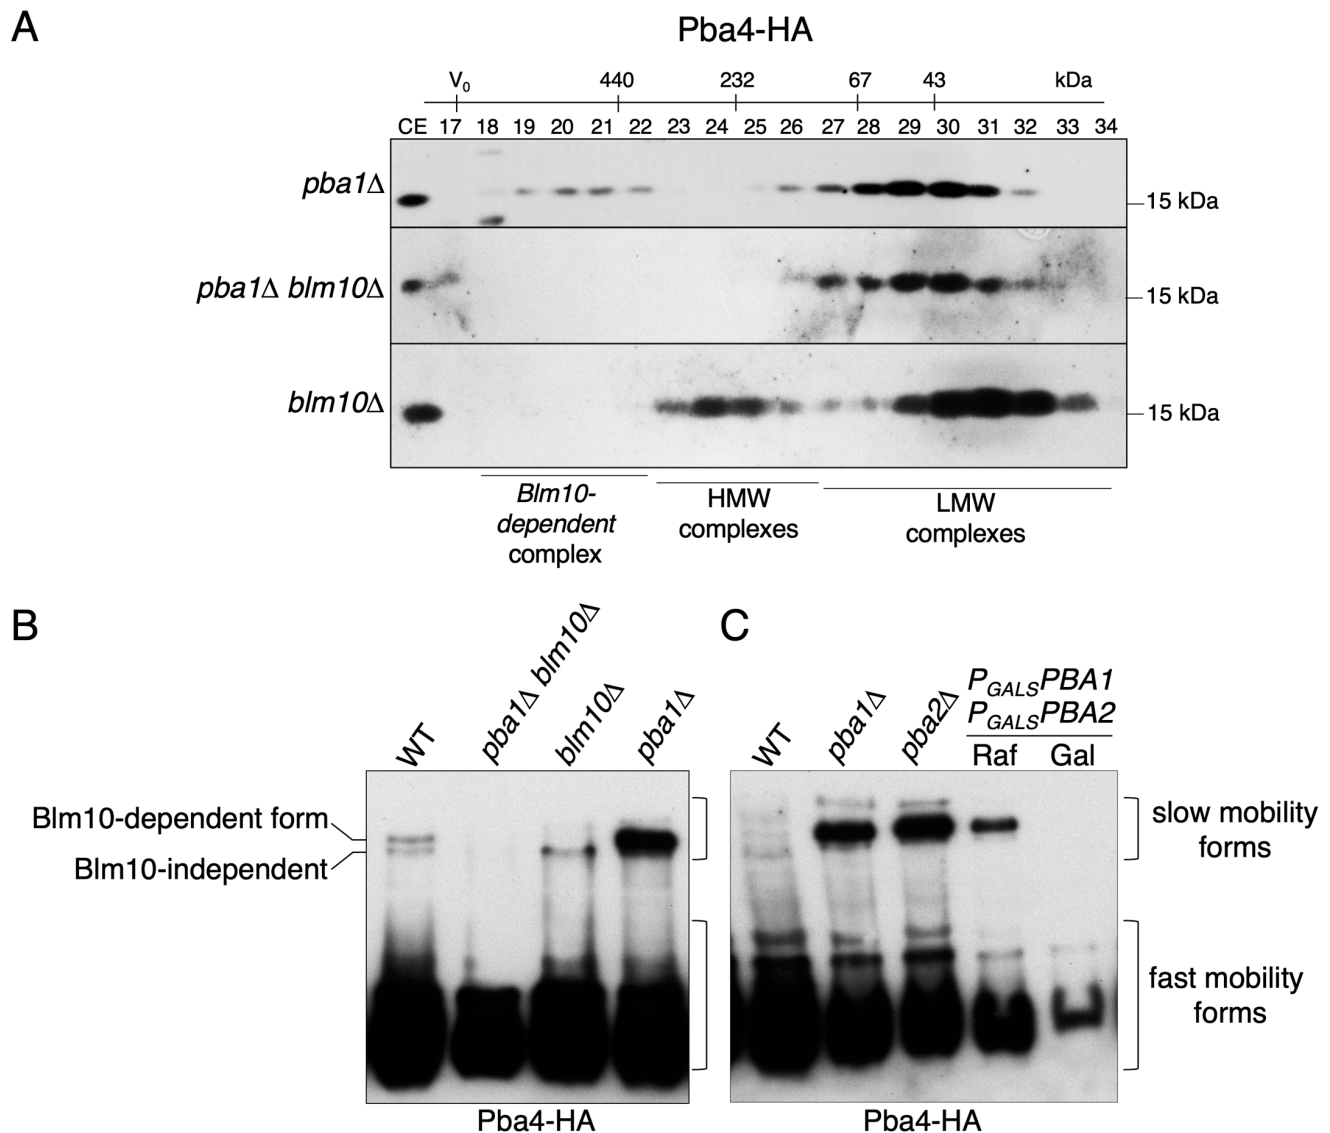 A
Pba4-HA
V0 440 232 67 43 kDa
CE 17 18 19 20 21 22 23 24 25 26 27 28 29 30 31 32 33 34
pba1Δ
15 kDa
pba1Δ blm10Δ
15 kDa
blm10Δ
15 kDa
Blm10-
dependent
complex
HMW
complexes
LMW
complexes
B
WT
pba1Δ blm10Δ
blm10Δ
pba1Δ
Blm10-dependent form
Blm10-independent
Pba4-HA
C
WT
pba1Δ
pba2Δ
PGALSPBA1
PGALSPBA2
Raf Gal
slow mobility
forms
fast mobility
forms
Pba4-HA